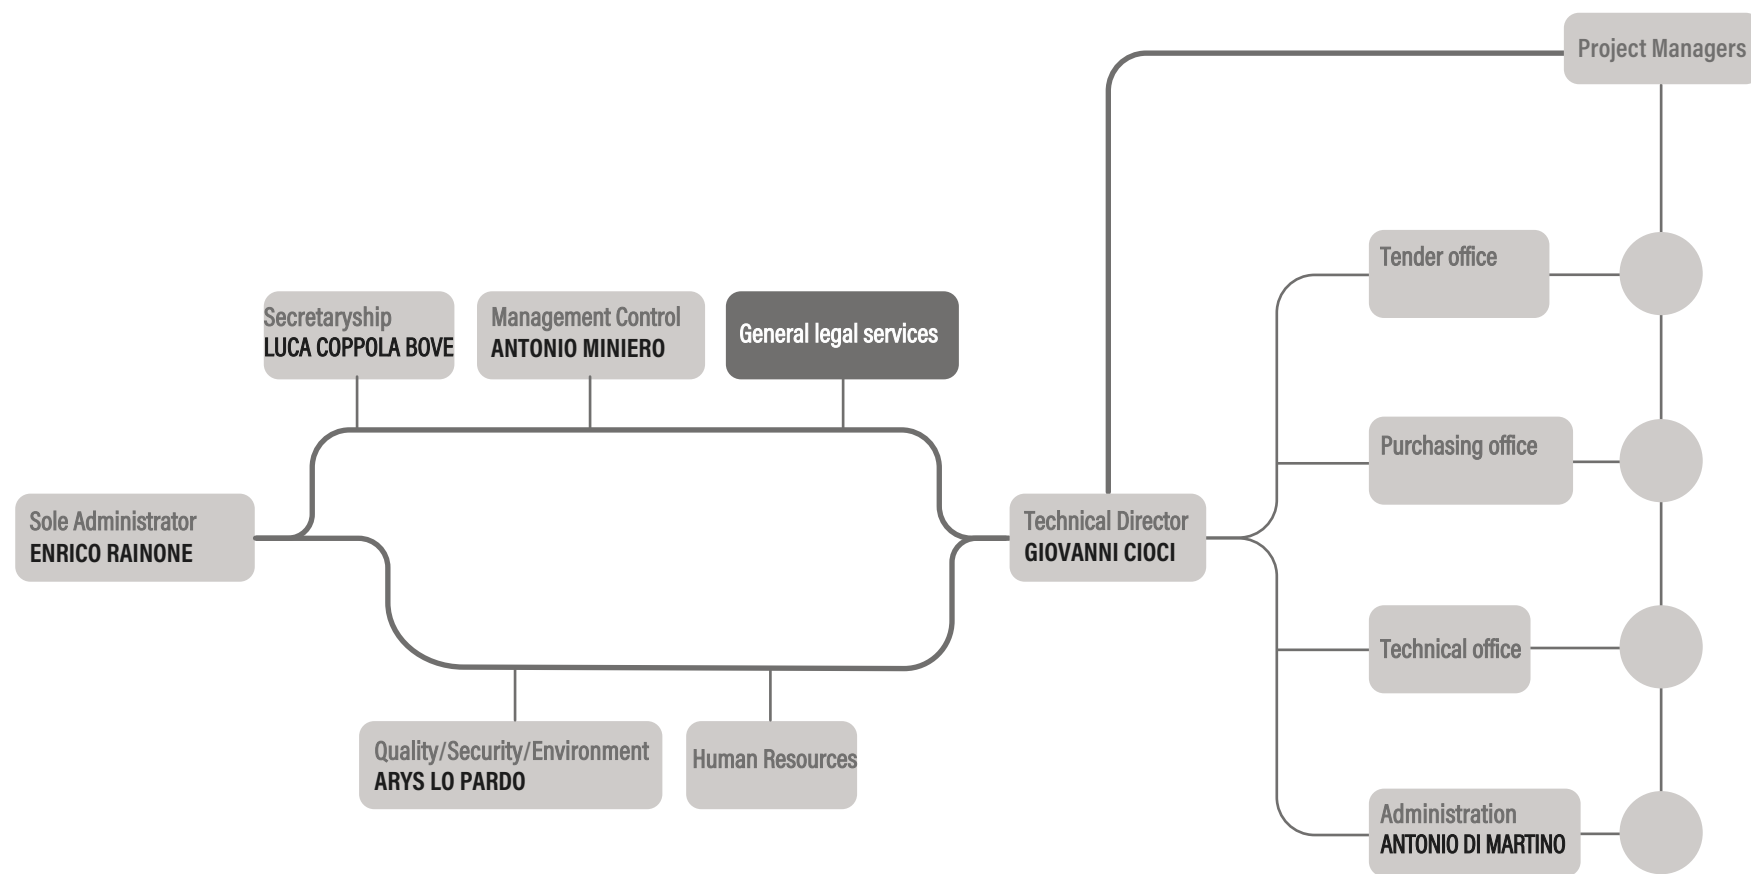 Project Managers
Tender office
Secretaryship
LUCA COPPOLA BOVE
Management Control
ANTONIO MINIERO
General legal services
Purchasing office
Sole Administrator
ENRICO RAINONE
Technical Director
GIOVANNI CIOCI
Technical office
Quality/Security/Environment
ARYS LO PARDO
Human Resources
Administration
ANTONIO DI MARTINO